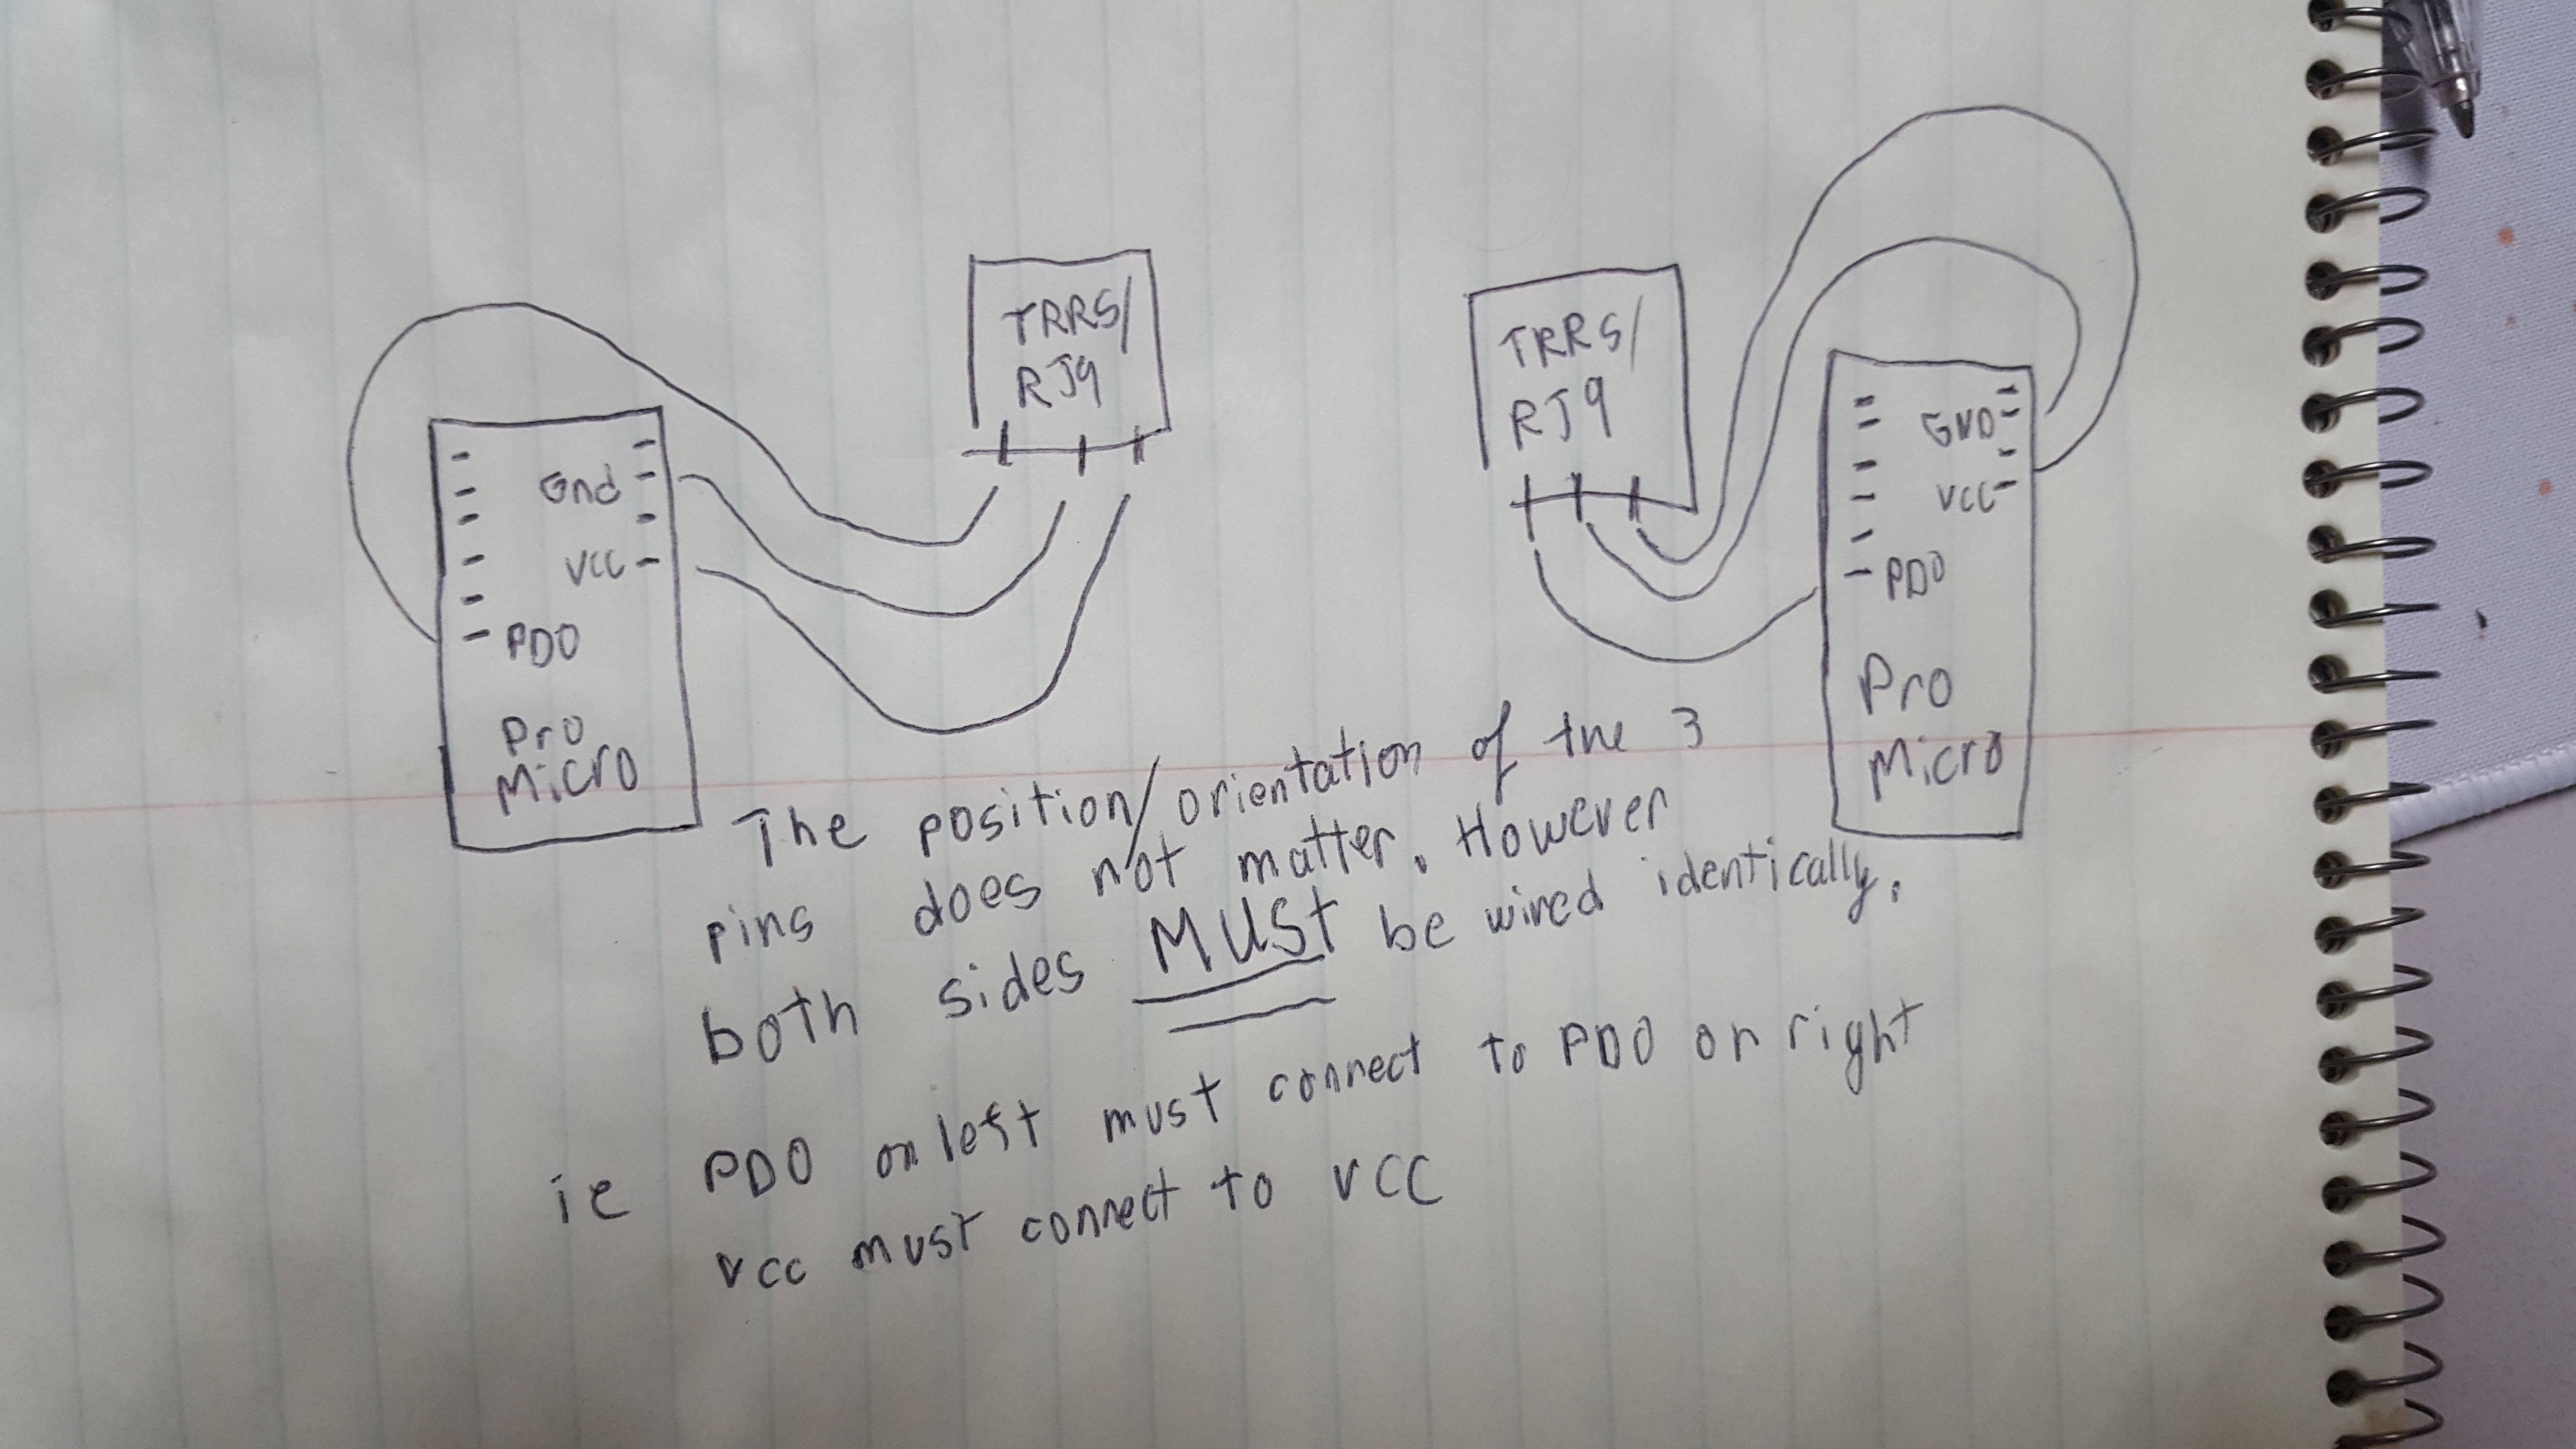 TRRS/
RJ9
TRRS/
RJ9
Gnd
VCC
PDO
Pro
Micro
GND
VCC
PDO
Pro
Micro
The position/orientation of the 3
pins does not matter. However
both sides MUST be wired identically.
ie PDO on left must connect to PDO on right
VCC must connect to VCC